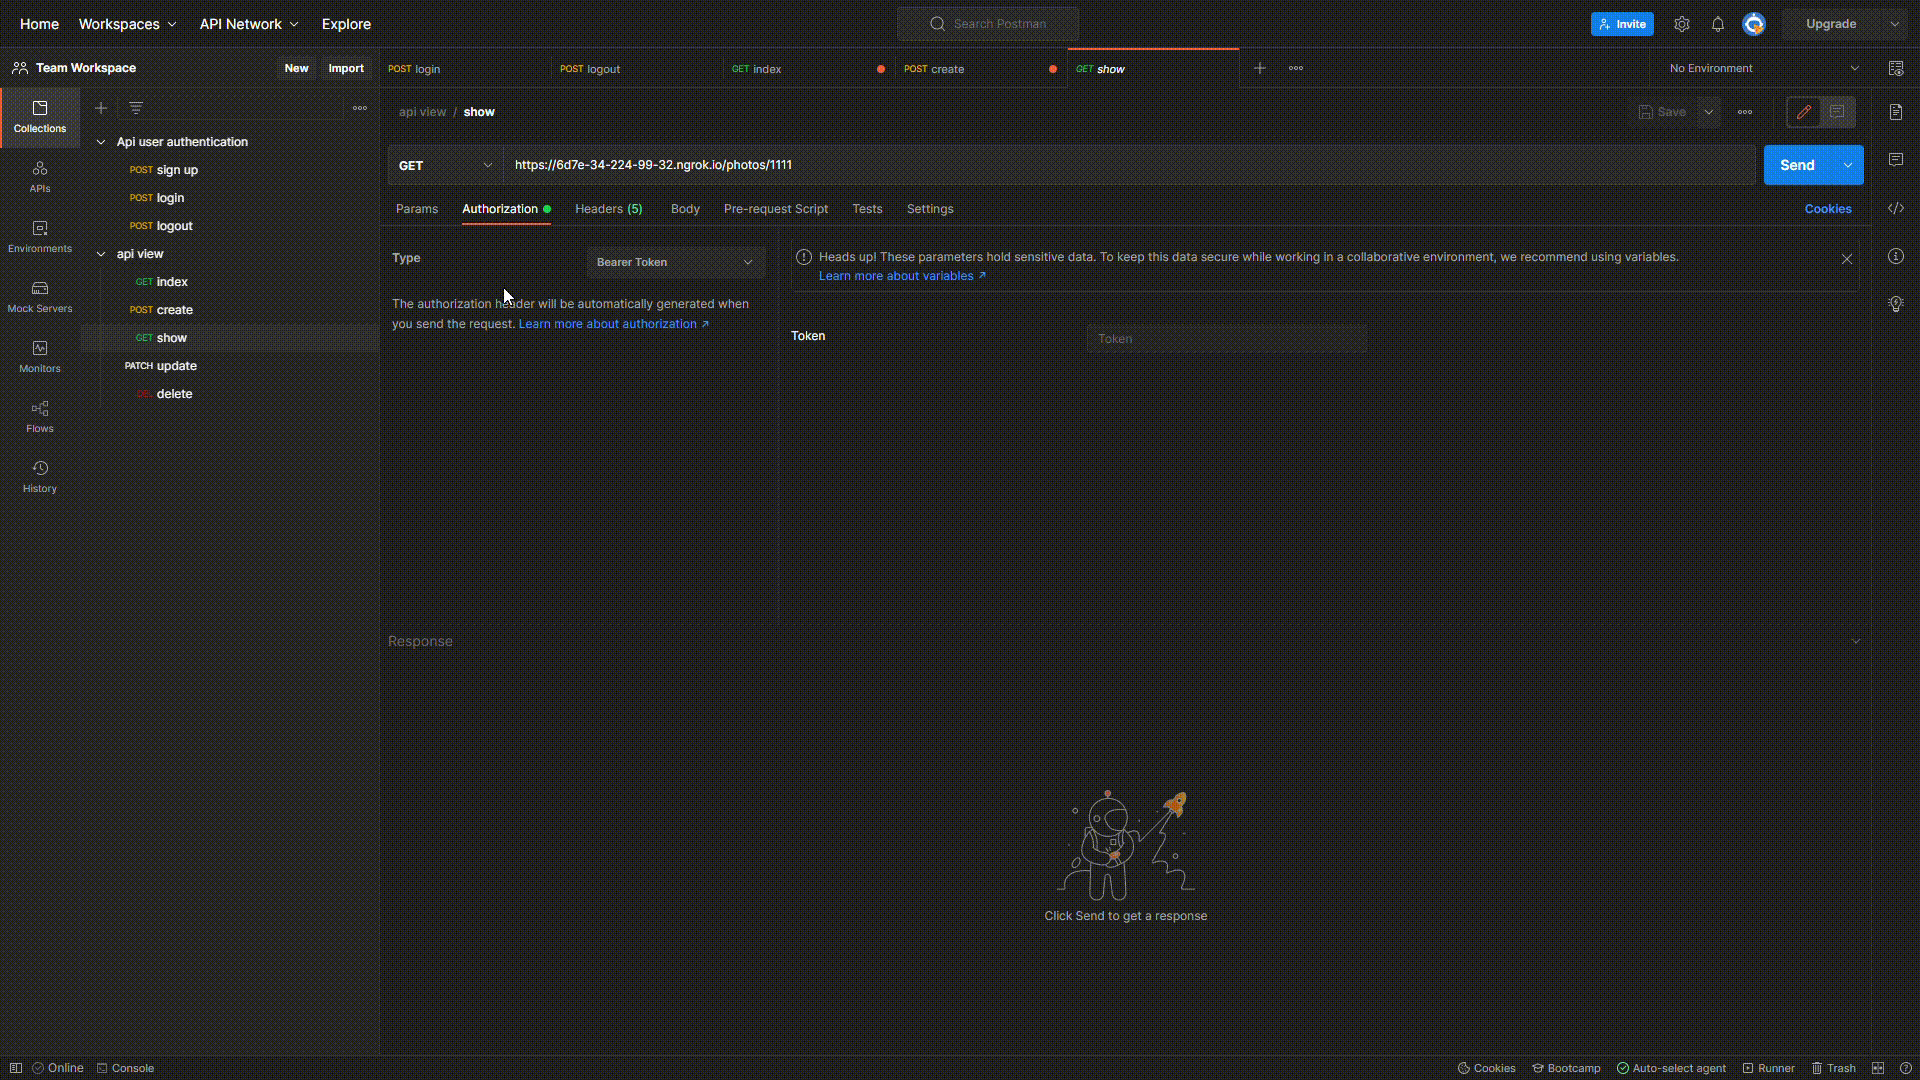 Home Workspaces API Network Explore Search Postman Invite Upgrade
Team Workspace New Import POST login POST logout GET index POST create GET show No Environment
Collections
APIs
Environments
Mock Servers
Monitors
Flows
History
Api user authentication
POST sign up
POST login
POST logout
api view
GET index
POST create
GET show
PATCH update
DEL delete
api view / show Save
GET https://6d7e-34-224-99-32.ngrok.io/photos/1111 Send
Params Authorization Headers (5) Body Pre-request Script Tests Settings Cookies
Type Bearer Token
The authorization header will be automatically generated when
you send the request. Learn more about authorization ↗
Heads up! These parameters hold sensitive data. To keep this data secure while working in a collaborative environment, we recommend using variables.
Learn more about variables ↗
Token Token
Response
Click Send to get a response
Online Console Cookies Bootcamp Auto-select agent Runner Trash